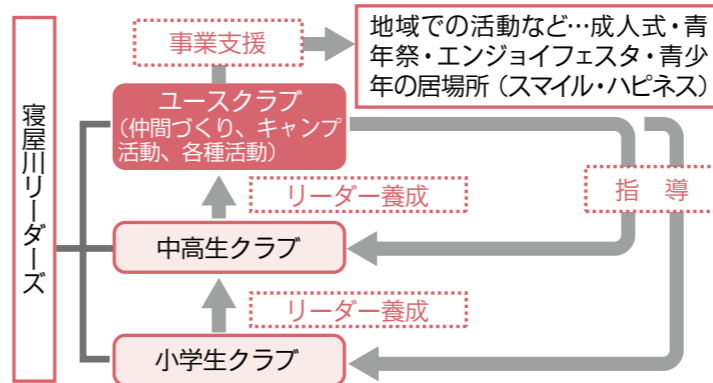 事業支援
地域での活動など…成人式・青
年祭・エンジョイフェスタ・青少
年の居場所（スマイル・ハピネス）
寝屋川リーダーズ
ユースクラブ
（仲間づくり、キャンプ
活動、各種活動）
リーダー養成
指　導
中高生クラブ
リーダー養成
小学生クラブ